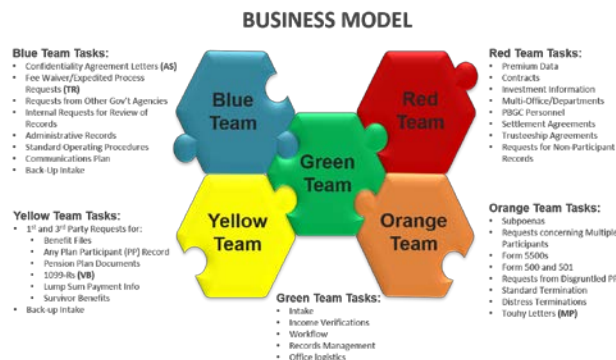 BUSINESS MODEL
Blue Team Tasks:
• Confidentiality Agreement Letters (AS)
• Fee Waiver/Expedited Process
Requests (TR)
• Requests from Other Gov't Agencies
• Internal Requests for Review of
Records
• Administrative Records
• Standard Operating Procedures
• Communications Plan
• Back-Up Intake
Red Team Tasks:
• Premium Data
• Contracts
• Investment Information
• Multi-Office/Departments
• PBGC Personnel
• Settlement Agreements
• Trusteeship Agreements
• Requests for Non-Participant
Records
Blue
Team
Red
Team
Green
Team
Yellow
Team
Orange
Team
Yellow Team Tasks:
• 1st and 3rd Party Requests for:
• Benefit Files
• Any Plan Participant (PP) Record
• Pension Plan Documents
• 1099-Rs (VB)
• Lump Sum Payment Info
• Survivor Benefits
• Back-up Intake
Orange Team Tasks:
• Subpoenas
• Requests concerning Multiple
Participants
• Form 5500s
• Form 500 and 501
• Requests from Disgruntled PP
• Standard Termination
• Distress Terminations
• Touhy Letters (MP)
Green Team Tasks:
• Intake
• Income Verifications
• Workflow
• Records Management
• Office logistics